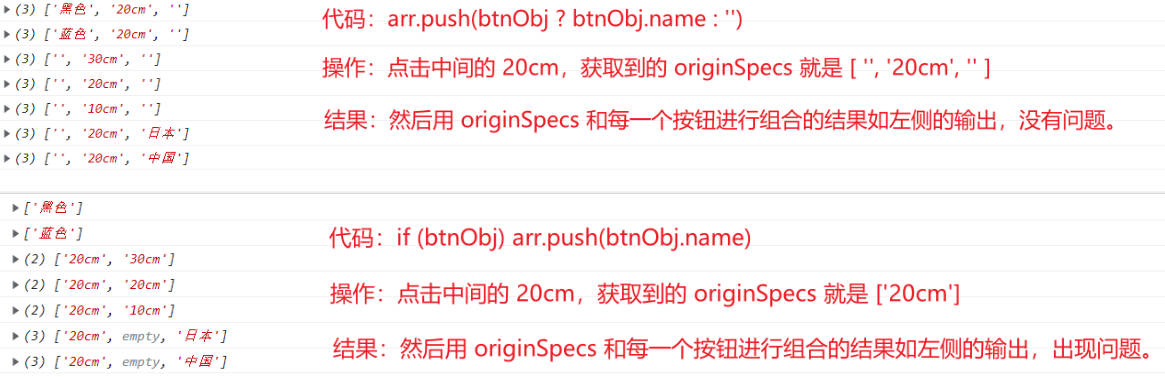 (3) ['黑色', '20cm', '']
代码：arr.push(btnObj ? btnObj.name : '')
(3) ['蓝色', '20cm', '']
(3) ['', '30cm', '']
操作：点击中间的 20cm，获取到的 originSpecs 就是 [ '', '20cm', '' ]
(3) ['', '20cm', '']
(3) ['', '10cm', '']
结果：然后用 originSpecs 和每一个按钮进行组合的结果如左侧的输出，没有问题。
(3) ['', '20cm', '日本']
(3) ['', '20cm', '中国']
['黑色']
['蓝色']
代码：if (btnObj) arr.push(btnObj.name)
(2) ['20cm', '30cm']
(2) ['20cm', '20cm']
操作：点击中间的 20cm，获取到的 originSpecs 就是 ['20cm']
(2) ['20cm', '10cm']
(3) ['20cm', empty, '日本']
结果：然后用 originSpecs 和每一个按钮进行组合的结果如左侧的输出，出现问题。
(3) ['20cm', empty, '中国']